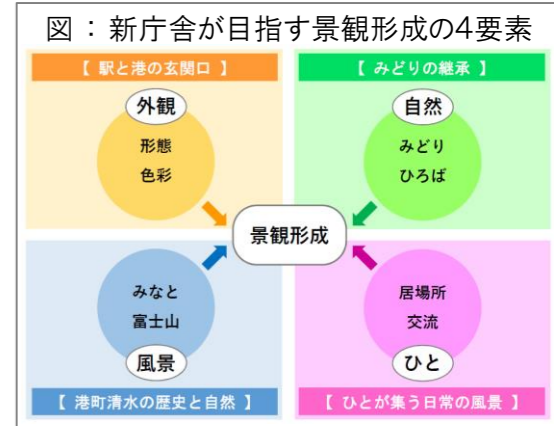 図：新庁舎が目指す景観形成の4要素
【 駅と港の玄関口 】
外観
形態
色彩
【 みどりの継承 】
自然
みどり
ひろば
景観形成
みなと
富士山
風景
【 港町清水の歴史と自然 】
居場所
交流
ひと
【 ひとが集う日常の風景 】